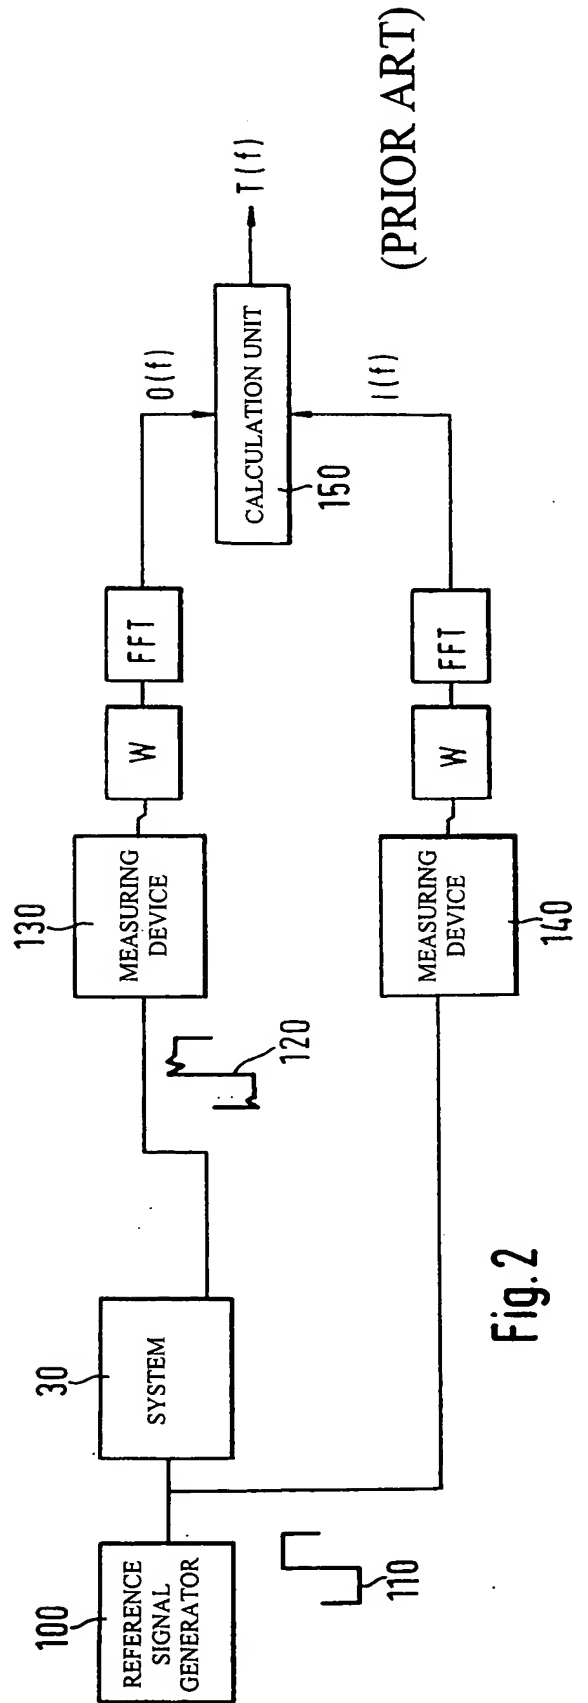 100
REFERENCE
SIGNAL
GENERATOR
110
30
SYSTEM
120
130
MEASURING
DEVICE
W
FFT
O(f)
140
MEASURING
DEVICE
W
FFT
I(f)
CALCULATION UNIT
150
T(f)
Fig. 2
(PRIOR ART)